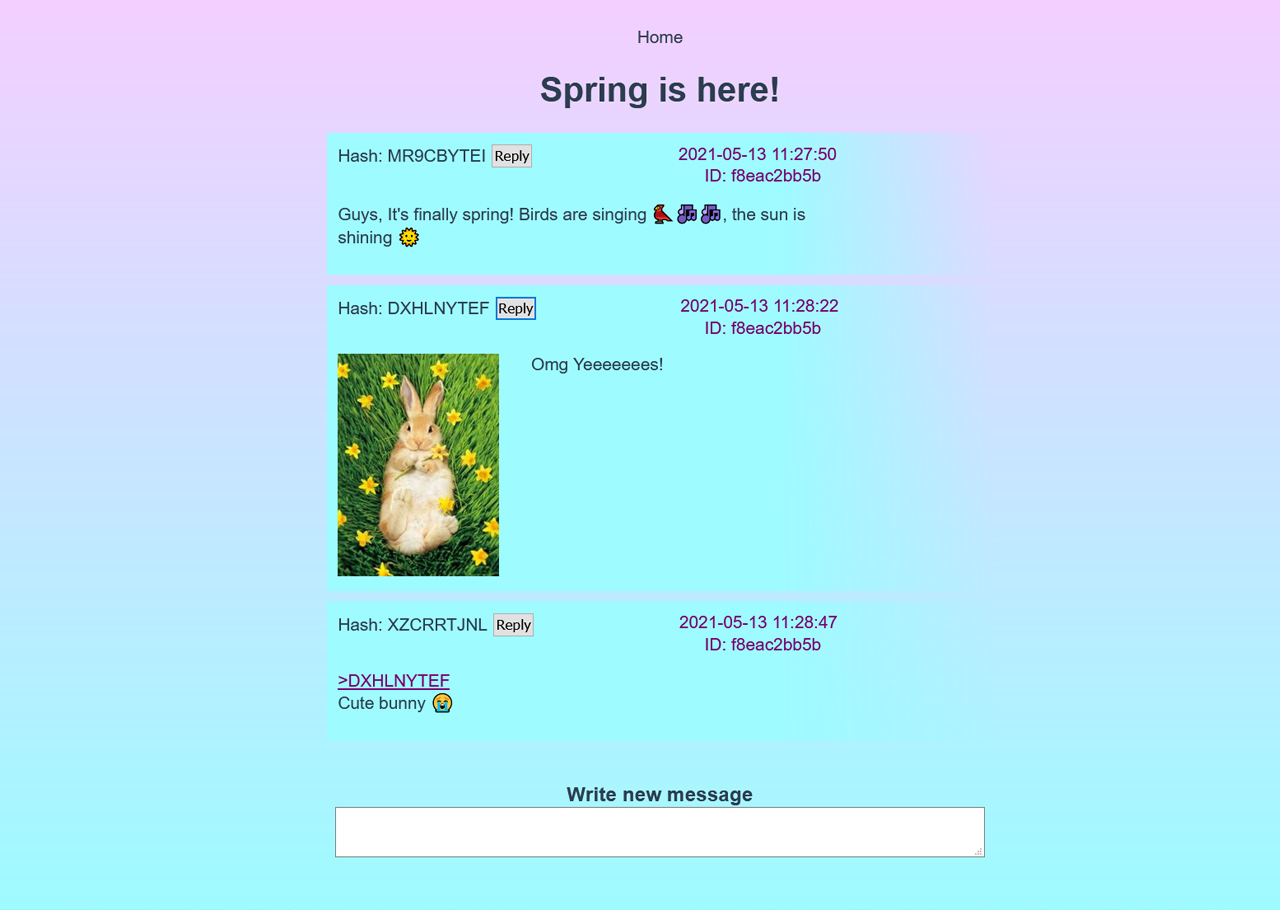 Home
Spring is here!
Hash: MR9CBYTEI Reply
2021-05-13 11:27:50
ID: f8eac2bb5b
Guys, It's finally spring! Birds are singing 🐦🎶🎶, the sun is
shining 🌞
Hash: DXHLNYTEF Reply
2021-05-13 11:28:22
ID: f8eac2bb5b
Omg Yeeeeeees!
Hash: XZCRRTJNL Reply
2021-05-13 11:28:47
ID: f8eac2bb5b
>DXHLNYTEF
Cute bunny 😭
Write new message